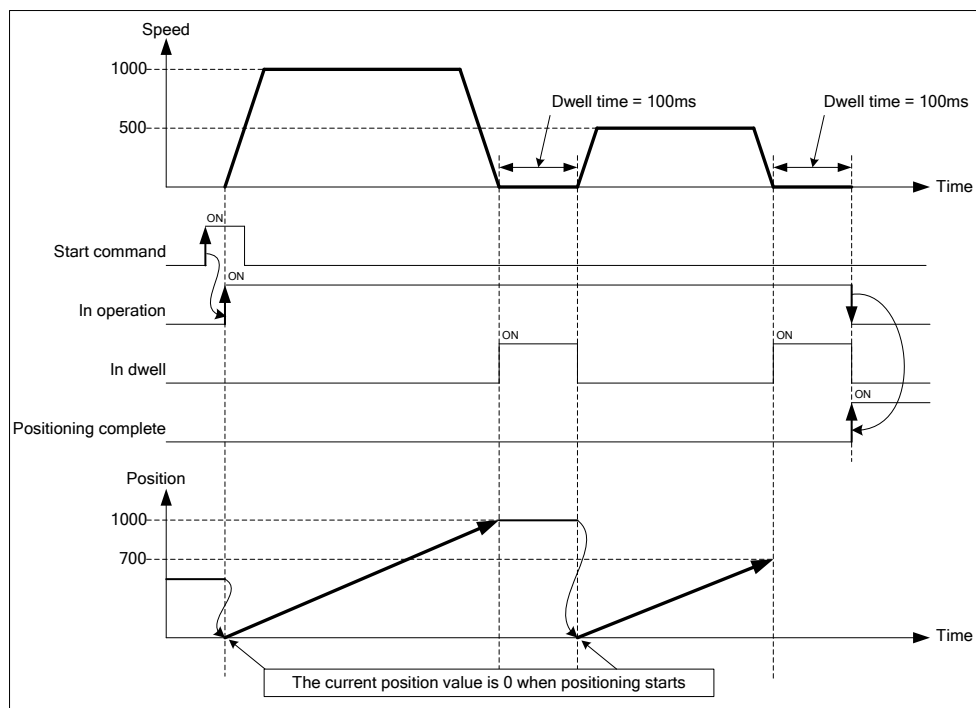 Speed
1000
Dwell time = 100ms
Dwell time = 100ms
500
Time
ON
Start command
ON
In operation
ON
ON
In dwell
ON
Positioning complete
Position
1000
700
Time
The current position value is 0 when positioning starts